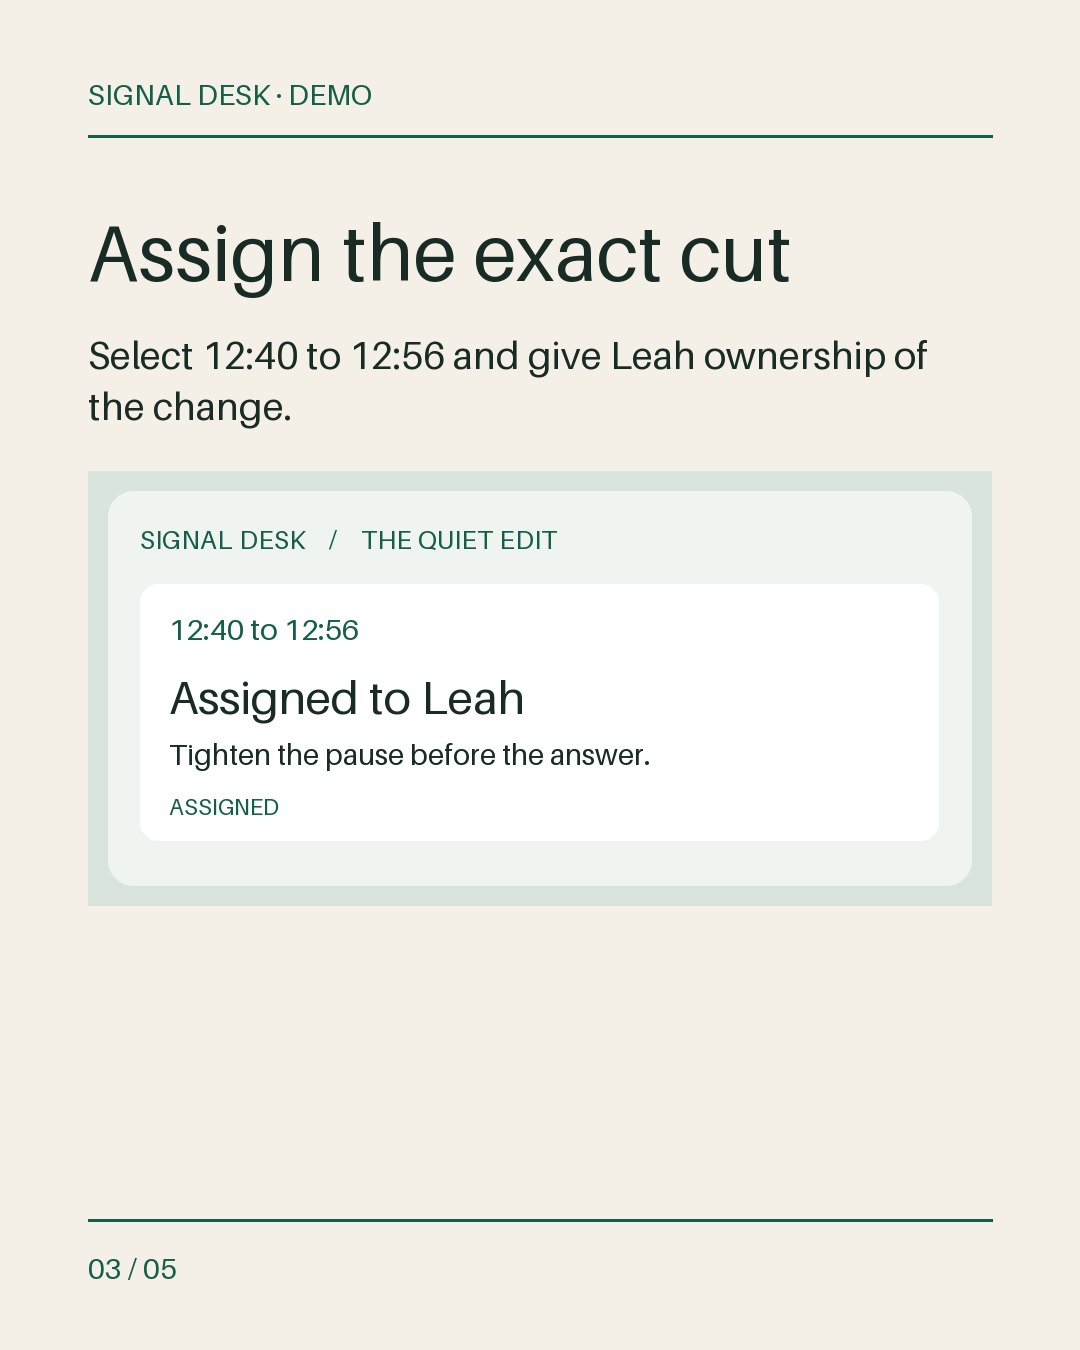 SIGNAL DESK · DEMO
Assign the exact cut
Select 12:40 to 12:56 and give Leah ownership of
the change.
SIGNAL DESK / THE QUIET EDIT
12:40 to 12:56
Assigned to Leah
Tighten the pause before the answer.
ASSIGNED
03 / 05